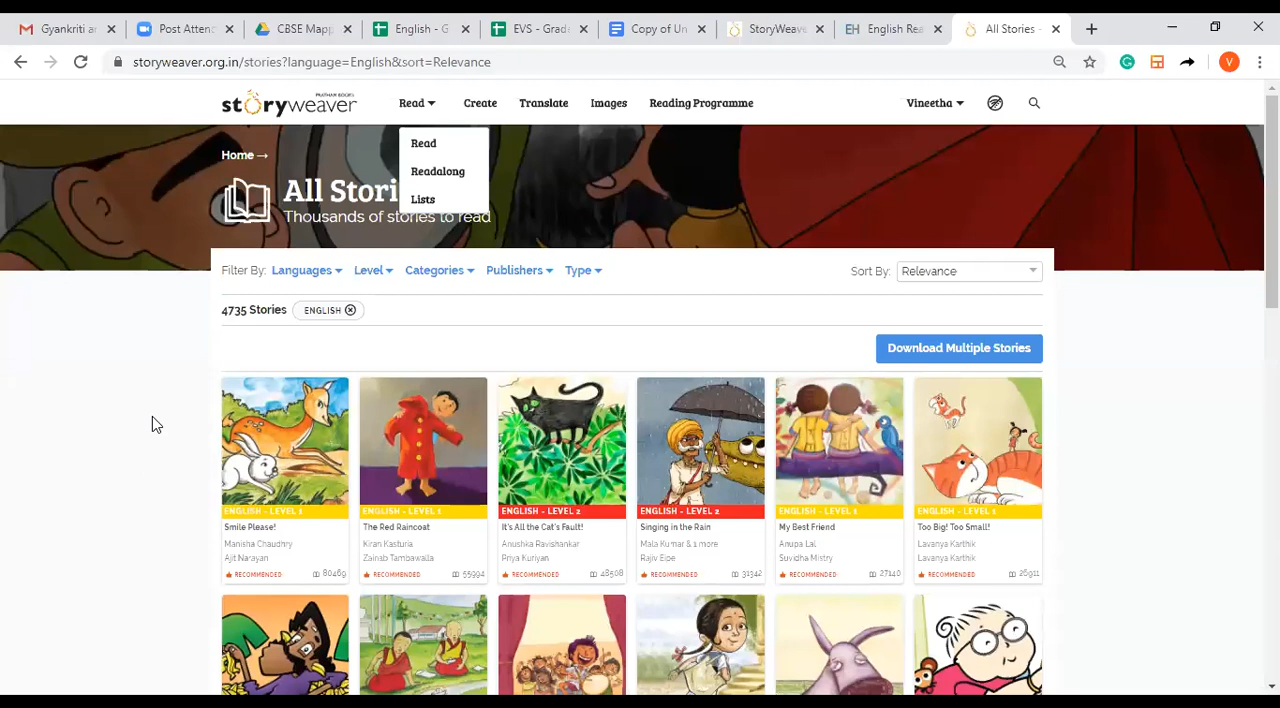 Gyankriti ar
Post Attenc
CBSE Mapp
English - G
EVS - Grade
Copy of Un
StoryWeave
English Rea
All Stories -
storyweaver.org.in/stories?language=English&sort=Relevance
V
PRATHAM BOOKS
storyweaver
Read
Create
Translate
Images
Reading Programme
Vineetha
Read
Readalong
Lists
Home →
All Stori
Thousands of stories to read
Filter By: Languages Level Categories Publishers Type
Sort By: Relevance
4735 Stories ENGLISH
Download Multiple Stories
ENGLISH - LEVEL 1
Smile Please!
Manisha Chaudhry
Ajit Narayan
RECOMMENDED 80469
ENGLISH - LEVEL 1
The Red Raincoat
Kiran Kasturia
Zainab Tambawalla
RECOMMENDED 55994
ENGLISH - LEVEL 2
It's All the Cat's Fault!
Anushka Ravishankar
Priya Kuriyan
RECOMMENDED 48508
ENGLISH - LEVEL 2
Singing in the Rain
Mala Kumar & 1 more
Rajiv Eipe
RECOMMENDED 31342
ENGLISH - LEVEL 1
My Best Friend
Anupa Lal
Suvidha Mistry
RECOMMENDED 27140
ENGLISH - LEVEL 1
Too Big! Too Small!
Lavanya Karthik
Lavanya Karthik
RECOMMENDED 26911